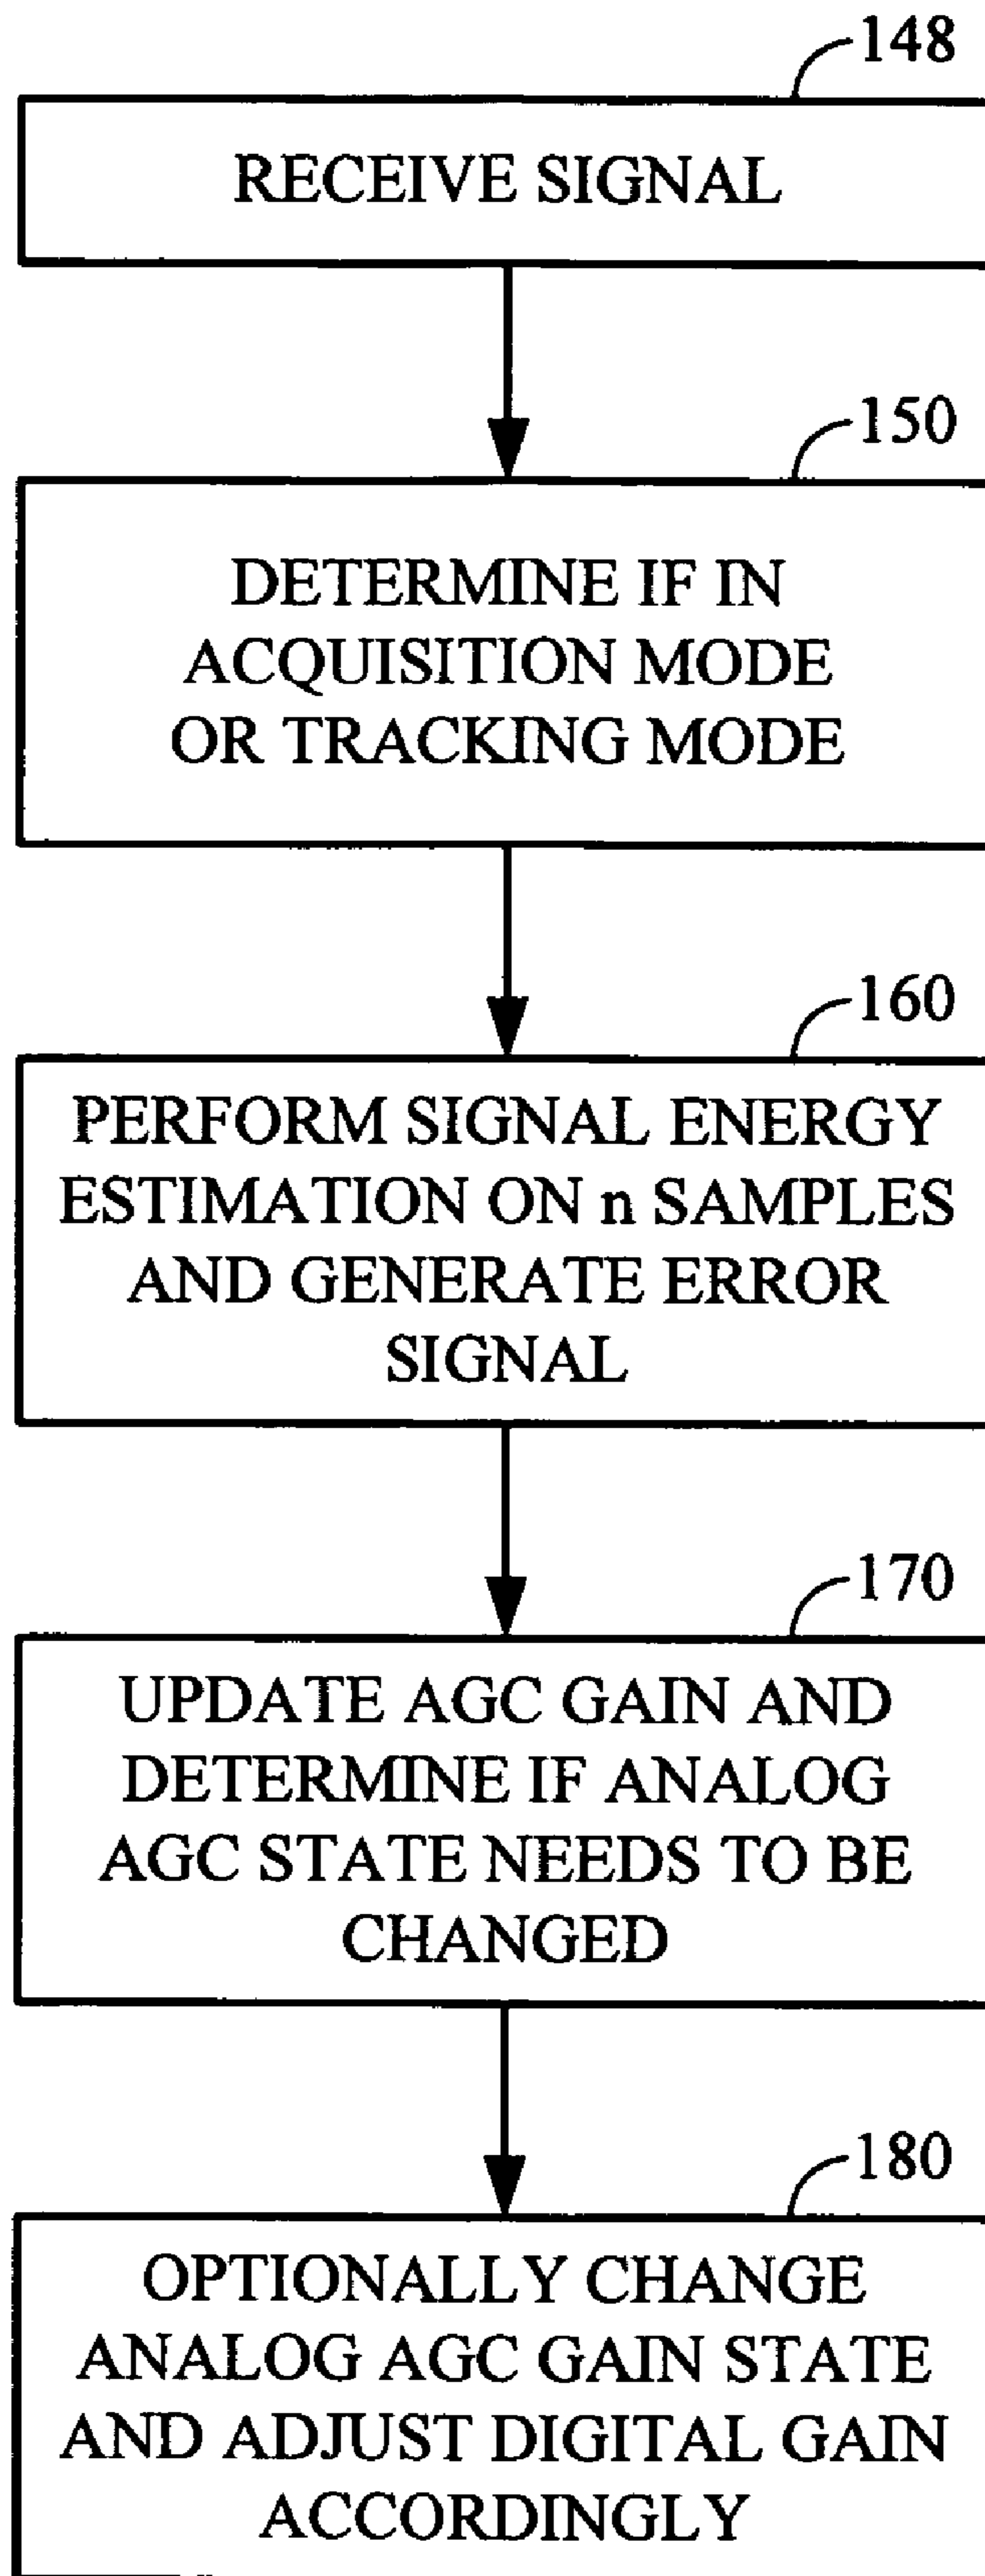 148
RECEIVE SIGNAL
150
DETERMINE IF IN
ACQUISITION MODE
OR TRACKING MODE
160
PERFORM SIGNAL ENERGY
ESTIMATION ON n SAMPLES
AND GENERATE ERROR
SIGNAL
170
UPDATE AGC GAIN AND
DETERMINE IF ANALOG
AGC STATE NEEDS TO BE
CHANGED
180
OPTIONALLY CHANGE
ANALOG AGC GAIN STATE
AND ADJUST DIGITAL GAIN
ACCORDINGLY